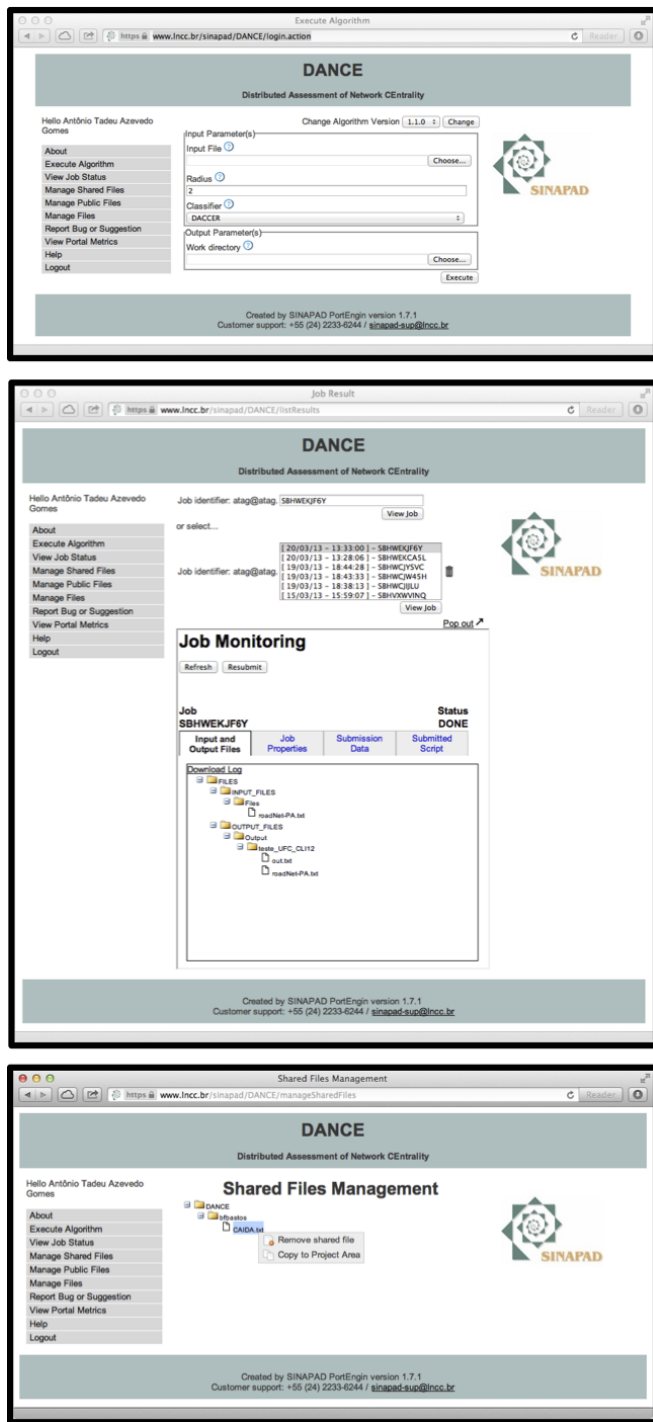 Execute Algorithm
https www.lncc.br/sinapad/DANCE/login.action
Reader
DANCE
Distributed Assessment of Network CEntrality
Hello Antônio Tadeu Azevedo
Gomes
About
Execute Algorithm
View Job Status
Manage Shared Files
Manage Public Files
Manage Files
Report Bug or Suggestion
View Portal Metrics
Help
Logout
Change Algorithm Version 1.1.0 Change
Input Parameter(s)
Input File ?
Choose...
Radius ?
2
Classifier ?
DACCER
Output Parameter(s)
Work directory ?
Choose...
Execute
SINAPAD
Created by SINAPAD PortEngin version 1.7.1
Customer support: +55 (24) 2233-6244 / sinapad-sup@lncc.br
Job Result
https www.lncc.br/sinapad/DANCE/listResults
Reader
DANCE
Distributed Assessment of Network CEntrality
Hello Antônio Tadeu Azevedo
Gomes
About
Execute Algorithm
View Job Status
Manage Shared Files
Manage Public Files
Manage Files
Report Bug or Suggestion
View Portal Metrics
Help
Logout
Job identifier: atag@atag. SBHWEKJF6Y
View Job
or select...
Job identifier: atag@atag.
[ 20/03/13 - 13:33:00 ] - SBHWEKJF6Y
[ 20/03/13 - 13:28:06 ] - SBHWEKCA5L
[ 19/03/13 - 18:44:28 ] - SBHWCJYSVC
[ 19/03/13 - 18:43:33 ] - SBHWCJW45H
[ 19/03/13 - 18:38:13 ] - SBHWCJIJLU
[ 15/03/13 - 15:59:07 ] - SBHVXWVINQ
View Job
SINAPAD
Pop out
Job Monitoring
Refresh Resubmit
Job Status
SBHWEKJF6Y DONE
Input and Output Files
Job Properties
Submission Data
Submitted Script
Download Log
FILES
INPUT_FILES
Files
roadNet-PA.txt
OUTPUT_FILES
Output
teste_UFC_CLI12
out.txt
roadNet-PA.txt
Created by SINAPAD PortEngin version 1.7.1
Customer support: +55 (24) 2233-6244 / sinapad-sup@lncc.br
Shared Files Management
https www.lncc.br/sinapad/DANCE/manageSharedFiles
Reader
DANCE
Distributed Assessment of Network CEntrality
Hello Antônio Tadeu Azevedo
Gomes
About
Execute Algorithm
View Job Status
Manage Shared Files
Manage Public Files
Manage Files
Report Bug or Suggestion
View Portal Metrics
Help
Logout
Shared Files Management
DANCE
bfbastos
CAIDA.txt
Remove shared file
Copy to Project Area
SINAPAD
Created by SINAPAD PortEngin version 1.7.1
Customer support: +55 (24) 2233-6244 / sinapad-sup@lncc.br